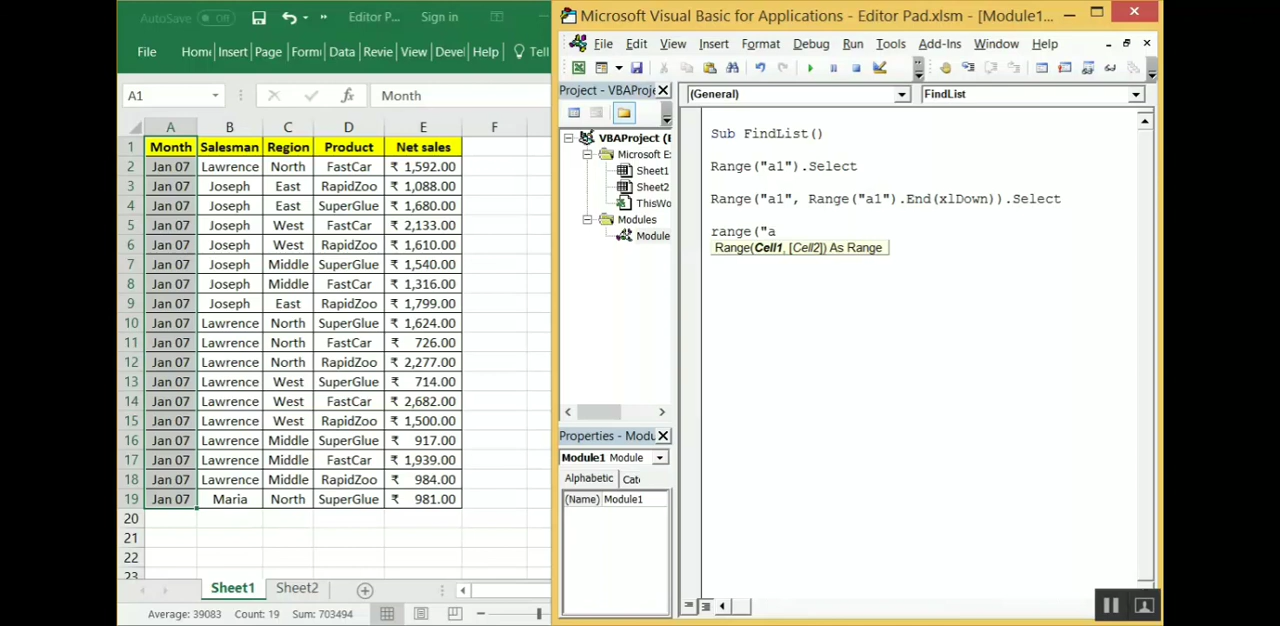 AutoSave Off Editor P... Sign in
File Home Insert Page Form Data Revie View Devel Help Tell
A1 fx Month
A B C D E F
1 Month Salesman Region Product Net sales
2 Jan 07 Lawrence North FastCar ₹ 1,592.00
3 Jan 07 Joseph East RapidZoo ₹ 1,088.00
4 Jan 07 Joseph East SuperGlue ₹ 1,680.00
5 Jan 07 Joseph West FastCar ₹ 2,133.00
6 Jan 07 Joseph West RapidZoo ₹ 1,610.00
7 Jan 07 Joseph Middle SuperGlue ₹ 1,540.00
8 Jan 07 Joseph Middle FastCar ₹ 1,316.00
9 Jan 07 Joseph East RapidZoo ₹ 1,799.00
10 Jan 07 Lawrence North SuperGlue ₹ 1,624.00
11 Jan 07 Lawrence North FastCar ₹ 726.00
12 Jan 07 Lawrence North RapidZoo ₹ 2,277.00
13 Jan 07 Lawrence West SuperGlue ₹ 714.00
14 Jan 07 Lawrence West FastCar ₹ 2,682.00
15 Jan 07 Lawrence West RapidZoo ₹ 1,500.00
16 Jan 07 Lawrence Middle SuperGlue ₹ 917.00
17 Jan 07 Lawrence Middle FastCar ₹ 1,939.00
18 Jan 07 Lawrence Middle RapidZoo ₹ 984.00
19 Jan 07 Maria North SuperGlue ₹ 981.00
20
21
22
23
Sheet1 Sheet2
Average: 39083 Count: 19 Sum: 703494
Microsoft Visual Basic for Applications - Editor Pad.xlsm - [Module1...
File Edit View Insert Format Debug Run Tools Add-Ins Window Help
Project - VBAProje
VBAProject (E
Microsoft Ex
Sheet1
Sheet2
ThisWo
Modules
Module
Properties - Modu
Module1 Module
Alphabetic Cate
(Name) Module1
(General) FindList
Sub FindList()
Range("a1").Select
Range("a1", Range("a1").End(xlDown)).Select
range("a
Range(Cell1, [Cell2]) As Range